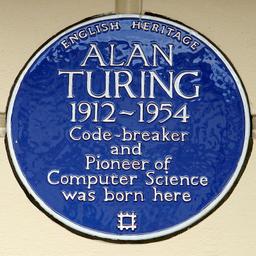 ENGLISH HERITAGE
ALAN
TURING
1912~1954
Code-breaker
and
Pioneer of
Computer Science
was born here